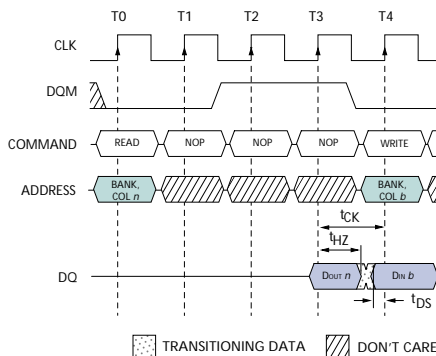 T0 T1 T2 T3 T4
CLK
DQM
COMMAND READ NOP NOP NOP WRITE
ADDRESS BANK, COL n BANK, COL b
tCK
tHZ
DQ DOUT n DIN b
tDS
TRANSITIONING DATA DON'T CARE